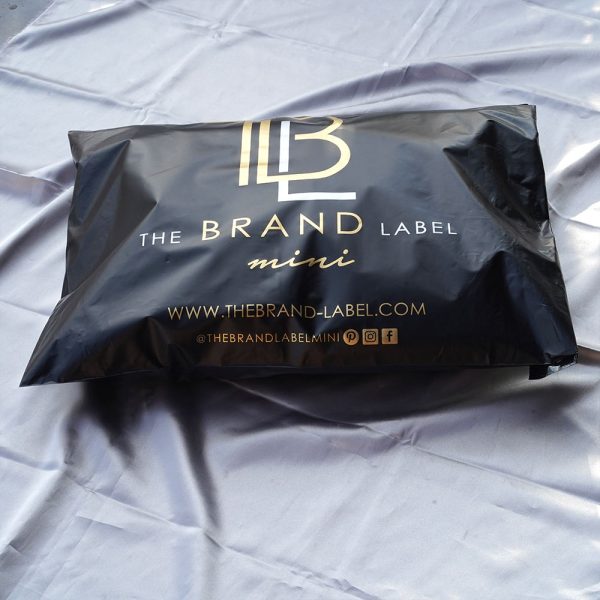 BL
THE BRAND LABEL
mini
WWW.THEBRAND-LABEL.COM
@THEBRANDLABELMINI